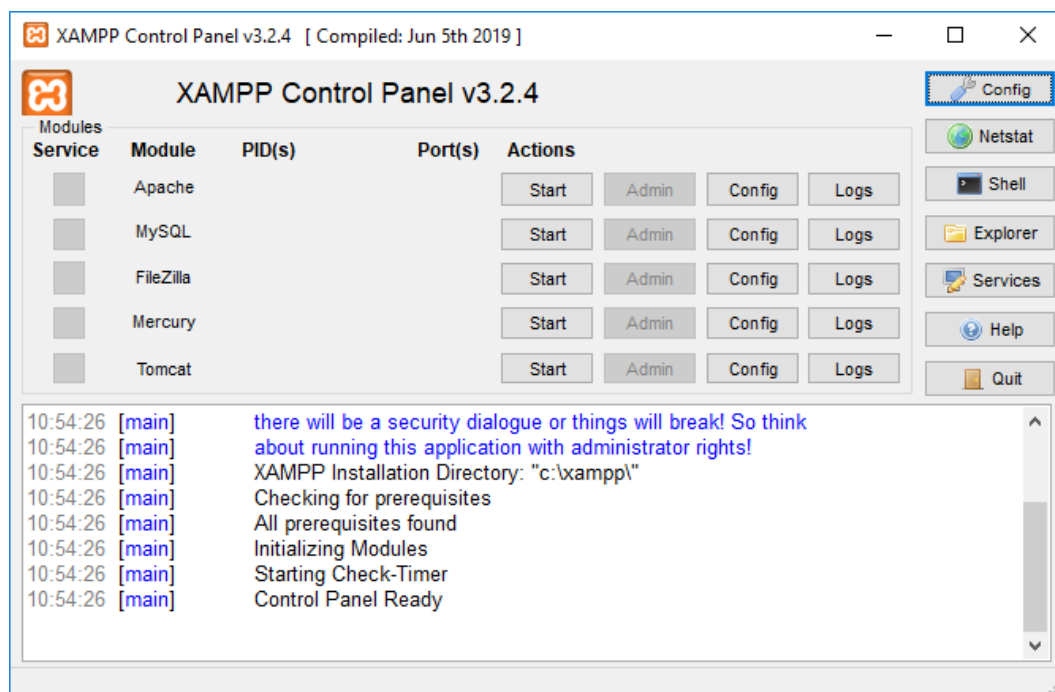 XAMPP Control Panel v3.2.4 [ Compiled: Jun 5th 2019 ]
XAMPP Control Panel v3.2.4
Config
Netstat
Shell
Explorer
Services
Help
Quit
Modules
Service Module PID(s) Port(s) Actions
Apache Start Admin Config Logs
MySQL Start Admin Config Logs
FileZilla Start Admin Config Logs
Mercury Start Admin Config Logs
Tomcat Start Admin Config Logs
10:54:26 [main] there will be a security dialogue or things will break! So think
10:54:26 [main] about running this application with administrator rights!
10:54:26 [main] XAMPP Installation Directory: "c:\xampp\"
10:54:26 [main] Checking for prerequisites
10:54:26 [main] All prerequisites found
10:54:26 [main] Initializing Modules
10:54:26 [main] Starting Check-Timer
10:54:26 [main] Control Panel Ready